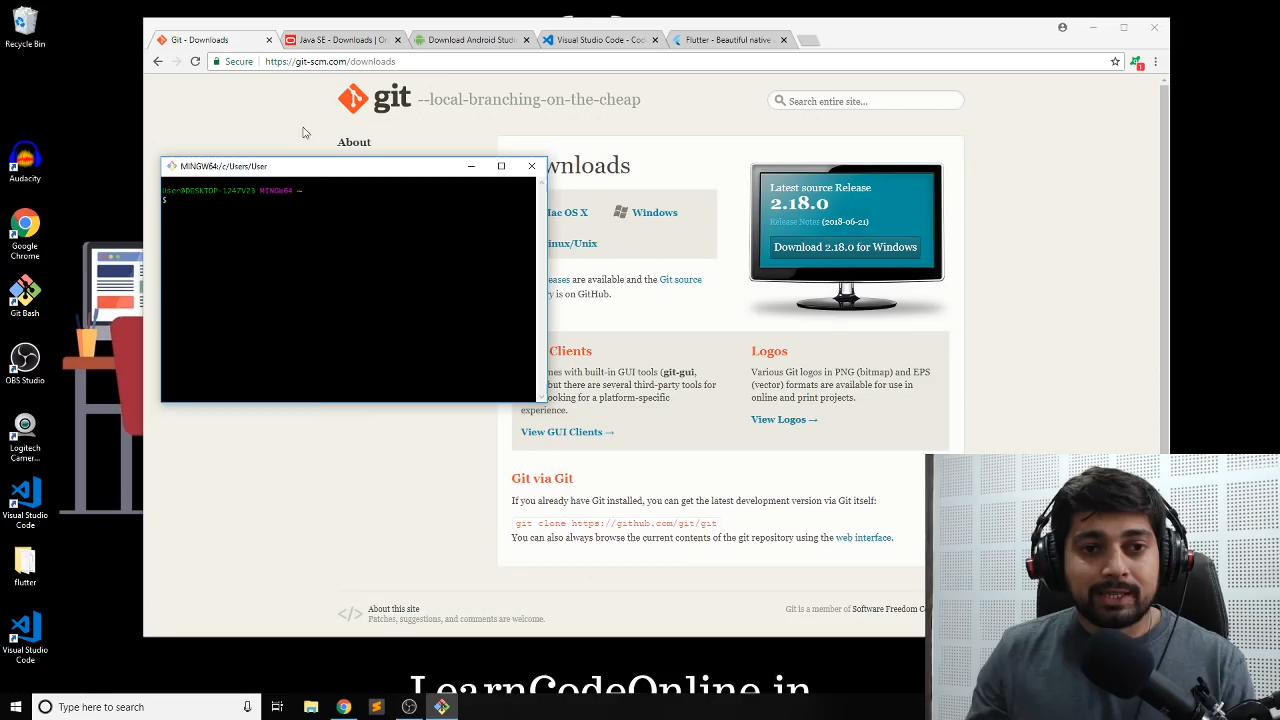 Recycle Bin
Audacity
Google
Chrome
Git Bash
OBS Studio
Logitech
Camer...
Visual Studio
Code
flutter
Visual Studio
Code
Git - Downloads
Java SE - Downloads | Or
Download Android Studio
Visual Studio Code - Cod
Flutter - Beautiful native
Secure
https://git-scm.com/downloads
git --local-branching-on-the-cheap
Search entire site...
About
MINGW64:/c/Users/User
User@DESKTOP-1247V23 MINGW64 ~
$
wnloads
ac OS X
Windows
inux/Unix
eases are available and the Git source
y is on GitHub.
Latest source Release
2.18.0
Release Notes (2018-06-21)
Download 2.18.0 for Windows
Clients
mes with built-in GUI tools (git-gui,
but there are several third-party tools for
ooking for a platform-specific
experience.
View GUI Clients →
Logos
Various Git logos in PNG (bitmap) and EPS
(vector) formats are available for use in
online and print projects.
View Logos →
Git via Git
If you already have Git installed, you can get the latest development version via Git itself:
git clone https://github.com/git/git
You can also always browse the current contents of the git repository using the web interface.
</>
About this site
Patches, suggestions, and comments are welcome.
Git is a member of Software Freedom C
LearnCodeOnline.in
Type here to search